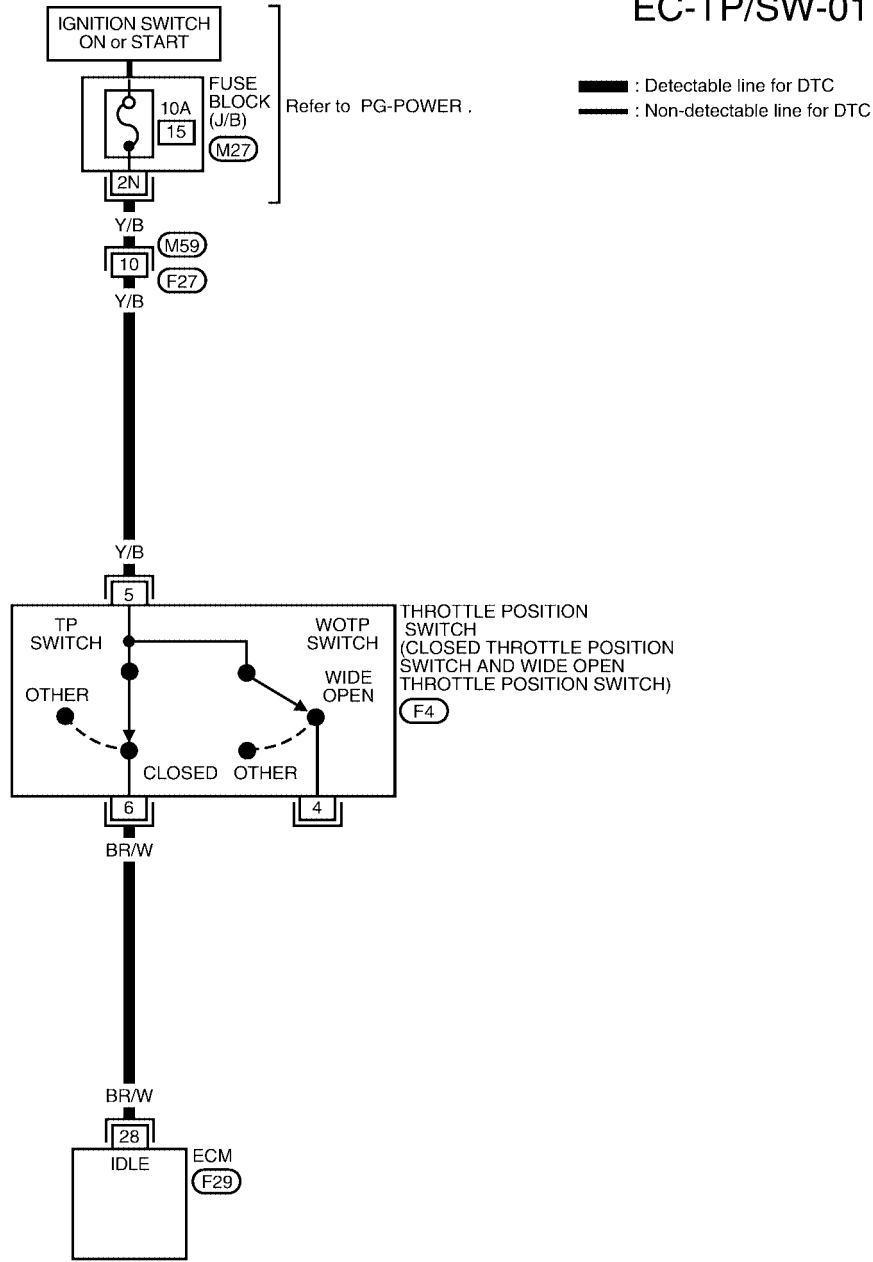 EC-TP/SW-01
IGNITION SWITCH
ON or START
FUSE
BLOCK
(J/B)
10A
15
M27
Refer to PG-POWER .
: Detectable line for DTC
: Non-detectable line for DTC
2N
Y/B
M59
10
F27
Y/B
Y/B
5
TP
SWITCH
WOTP
SWITCH
THROTTLE POSITION
SWITCH
(CLOSED THROTTLE POSITION
SWITCH AND WIDE OPEN
THROTTLE POSITION SWITCH)
F4
OTHER
WIDE
OPEN
CLOSED
OTHER
6
4
BR/W
BR/W
28
IDLE
ECM
F29